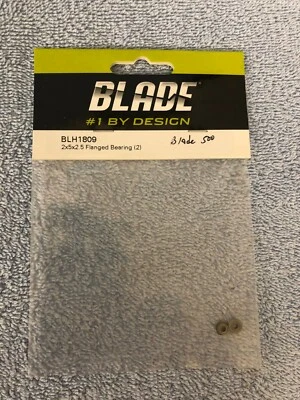 BLADE
#1 BY DESIGN
BLH1809
2x5x2.5 Flanged Bearing (2)
Blade 500